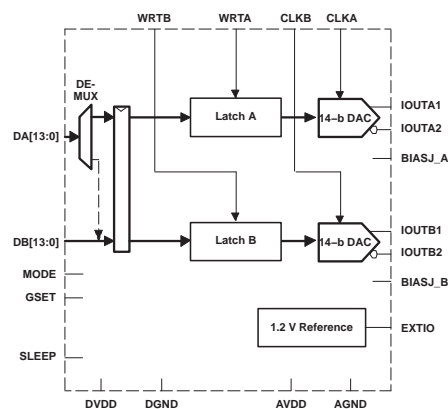 WRTB WRTA CLKB CLKA
DE-
MUX
DA[13:0]
Latch A
14–b DAC
IOUTA1
IOUTA2
BIASJ_A
DB[13:0]
Latch B
14–b DAC
IOUTB1
IOUTB2
BIASJ_B
MODE
GSET
1.2 V Reference
EXTIO
SLEEP
DVDD DGND AVDD AGND